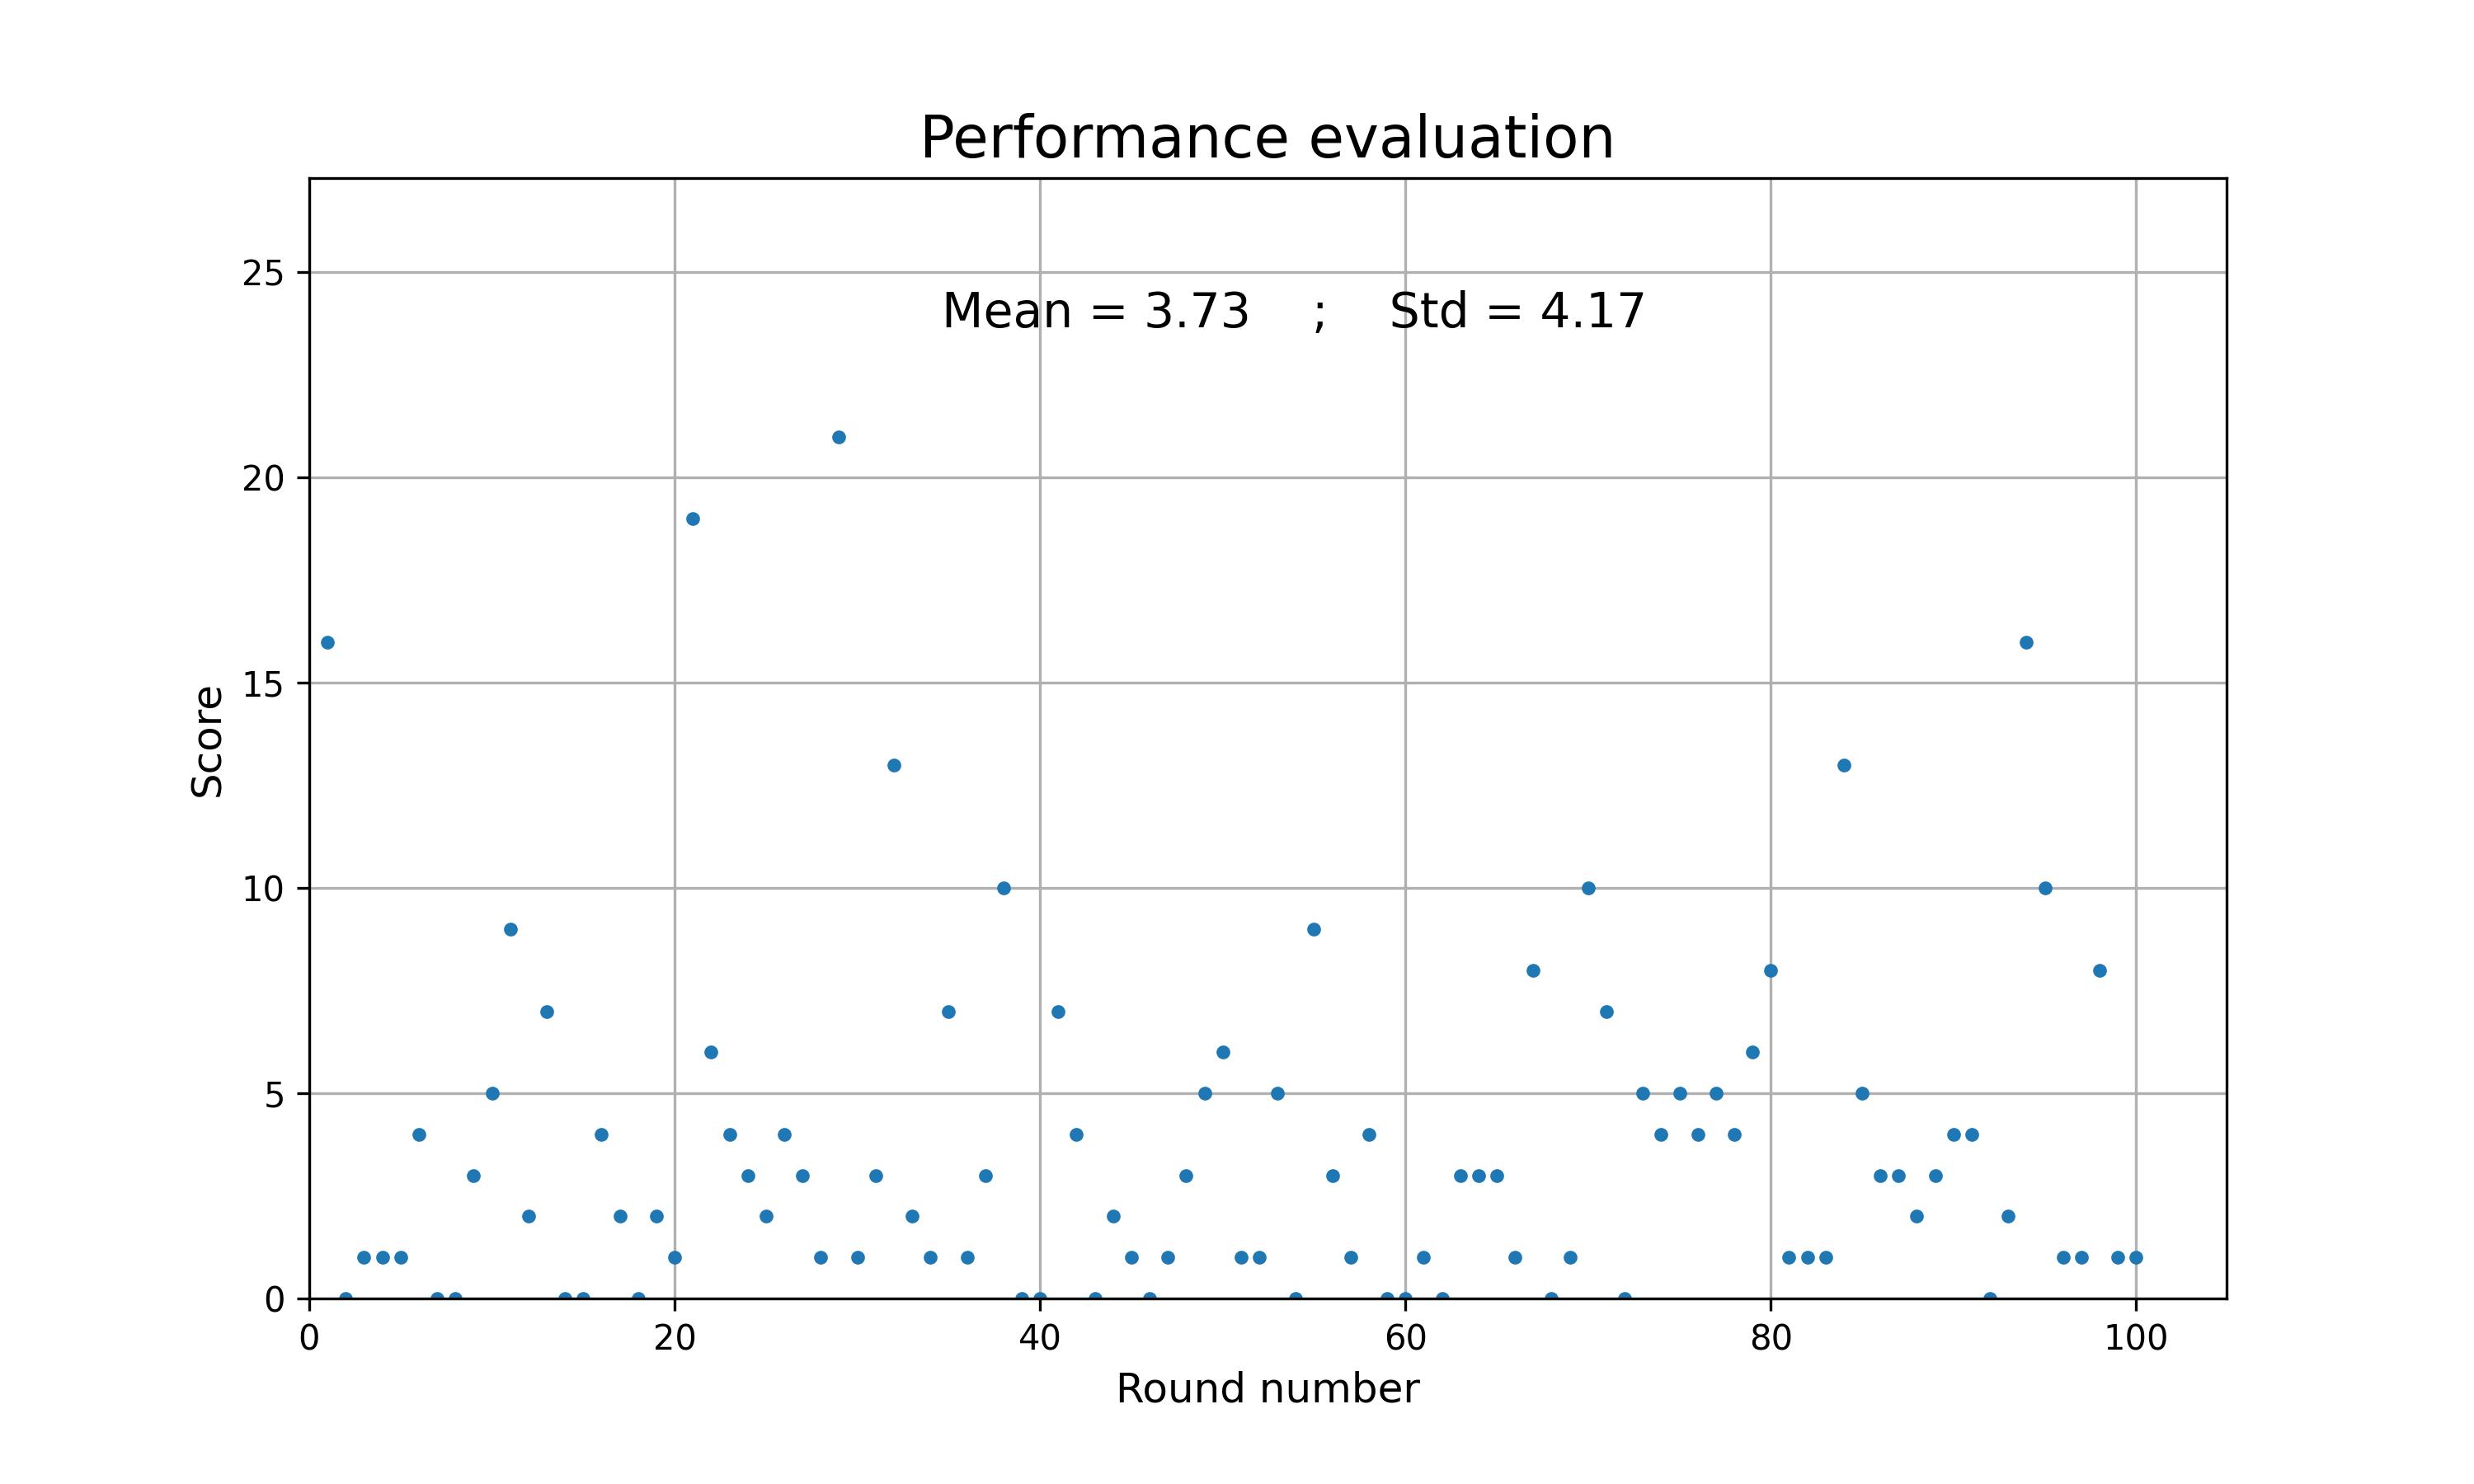 Performance evaluation
Mean = 3.73 ; Std = 4.17
25
20
15
10
5
0
Score
0 20 40 60 80 100
Round number